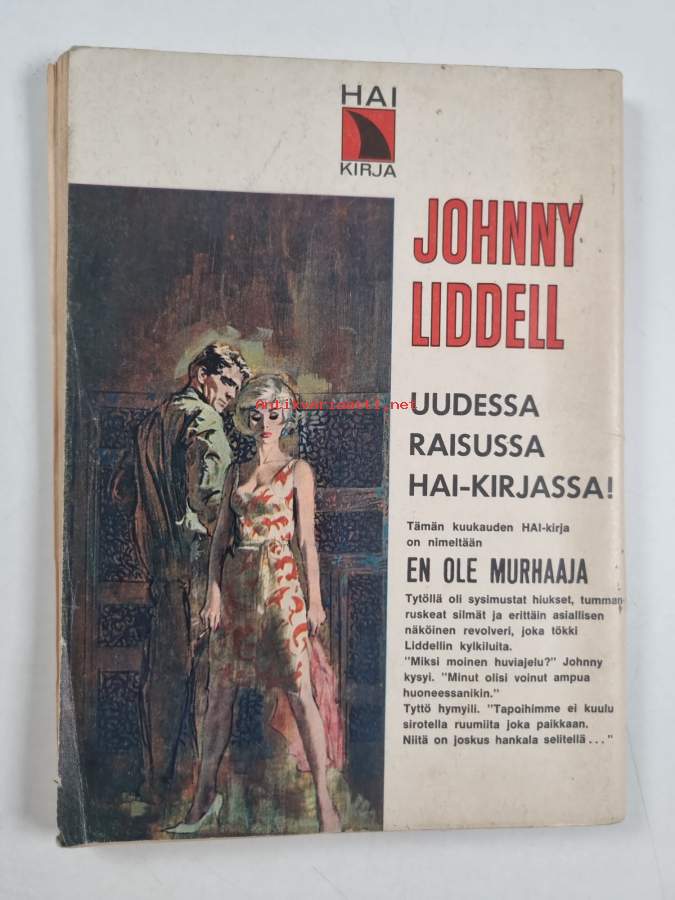 HAI
KIRJA
JOHNNY
LIDDELL
Antikvariaatti.net
UUDESSA
RAISUSSA
HAI-KIRJASSA!
Tämän kuukauden HAI-kirja
on nimeltään
EN OLE MURHAAJA
Tytöllä oli sysimustat hiukset, tumman
ruskeat silmät ja erittäin asiallisen
näköinen revolveri, joka tökki
Liddellin kylkiluita.
"Miksi moinen huviajelu?" Johnny
kysyi. "Minut olisi voinut ampua
huoneessanikin."
Tyttö hymyili. "Tapoihimme ei kuulu
sirotella ruumiita joka paikkaan.
Niitä on joskus hankala selitellä . . ."